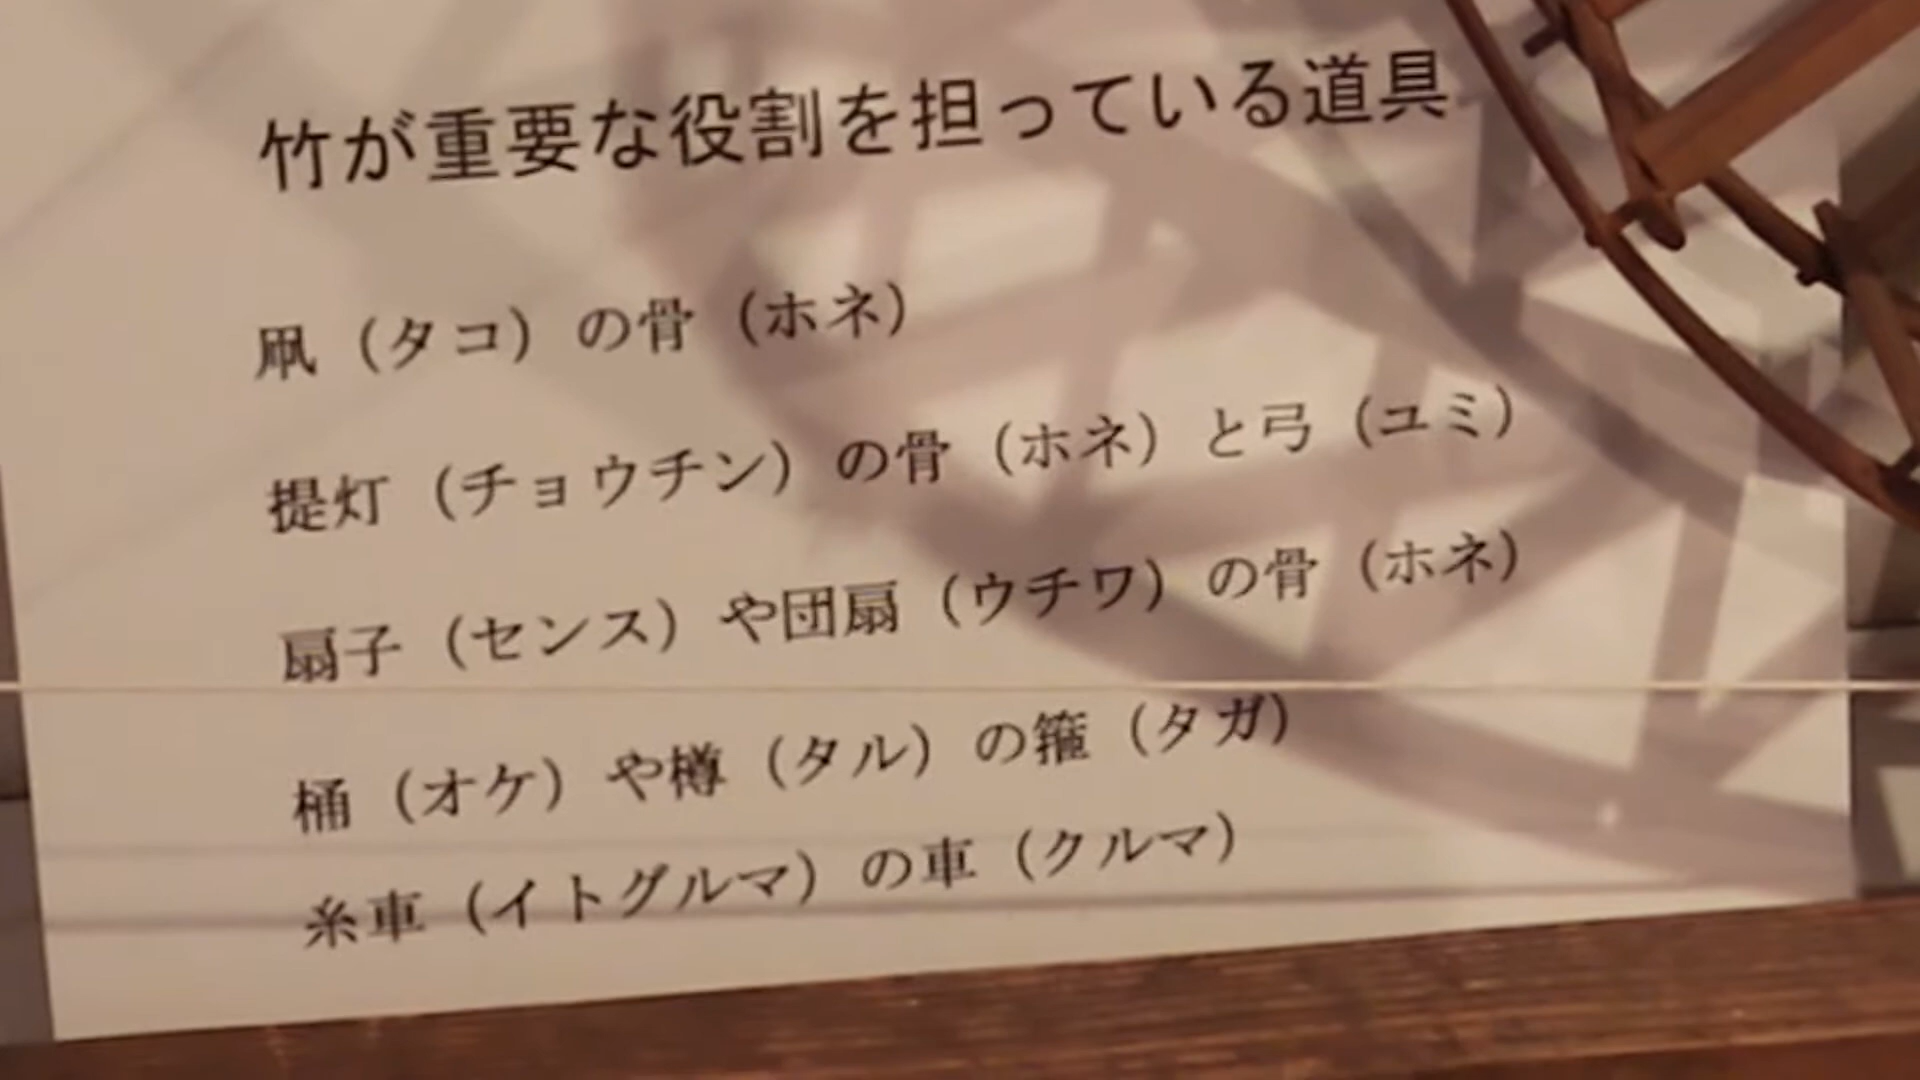 竹が重要な役割を担っている道具
凧（タコ）の骨（ホネ）
提灯（チョウチン）の骨（ホネ）と弓（ユミ）
扇子（センス）や団扇（ウチワ）の骨（ホネ）
桶（オケ）や樽（タル）の箍（タガ）
糸車（イトグルマ）の車（クルマ）